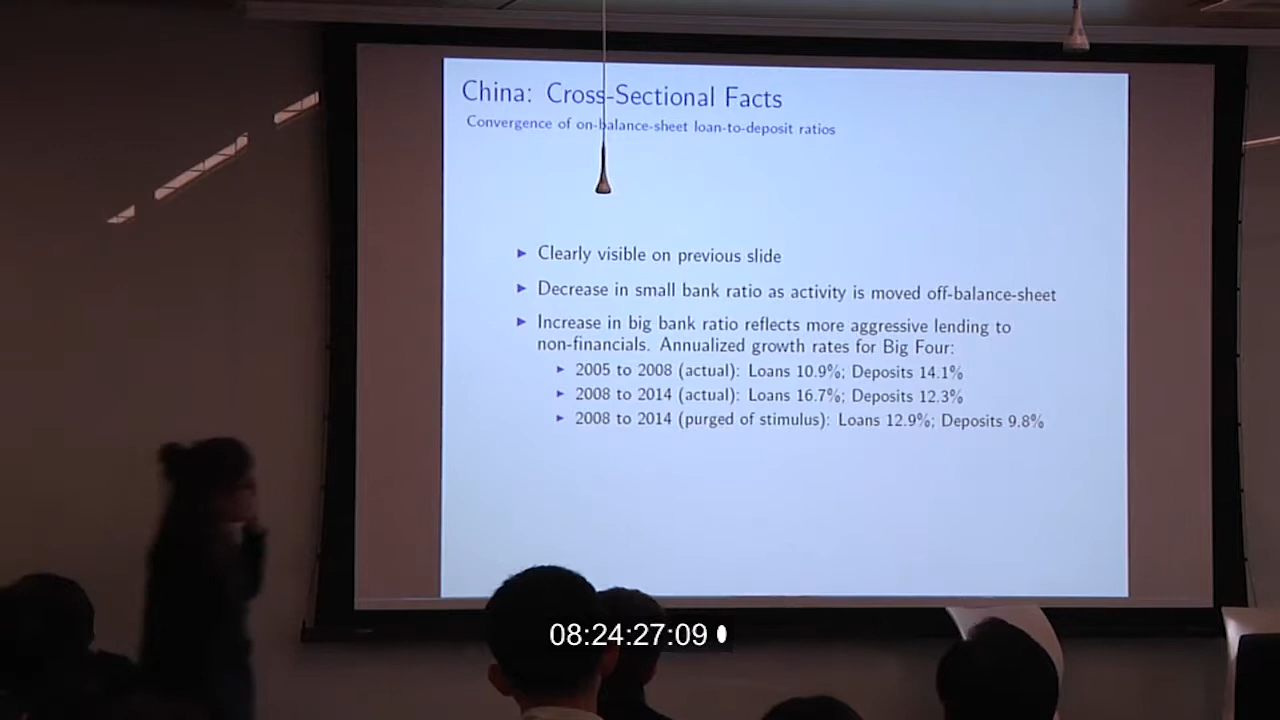 China: Cross-Sectional Facts
Convergence of on-balance-sheet loan-to-deposit ratios
Clearly visible on previous slide
Decrease in small bank ratio as activity is moved off-balance-sheet
Increase in big bank ratio reflects more aggressive lending to
non-financials. Annualized growth rates for Big Four:
2005 to 2008 (actual): Loans 10.9%; Deposits 14.1%
2008 to 2014 (actual): Loans 16.7%; Deposits 12.3%
2008 to 2014 (purged of stimulus): Loans 12.9%; Deposits 9.8%
08:24:27:09